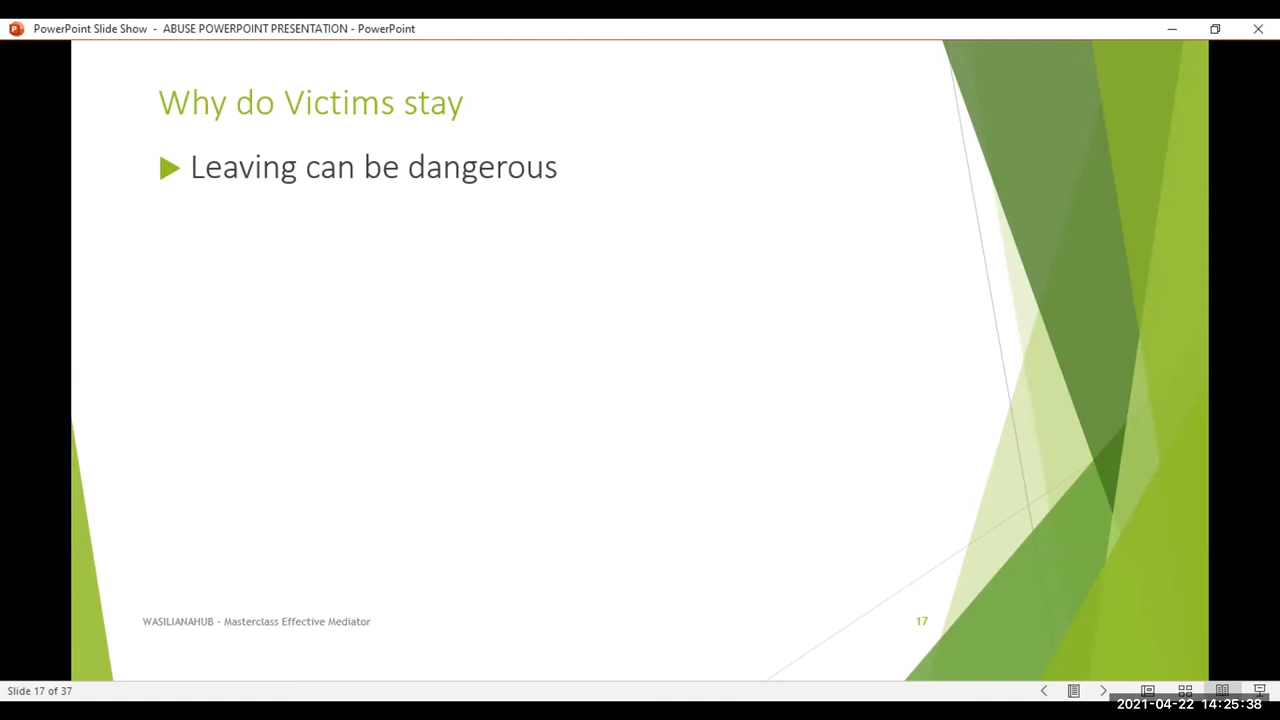 PowerPoint Slide Show - ABUSE POWERPOINT PRESENTATION - PowerPoint
Why do Victims stay
Leaving can be dangerous
WASILIANAHUB - Masterclass Effective Mediator
17
Slide 17 of 37
2021-04-22 14:25:38